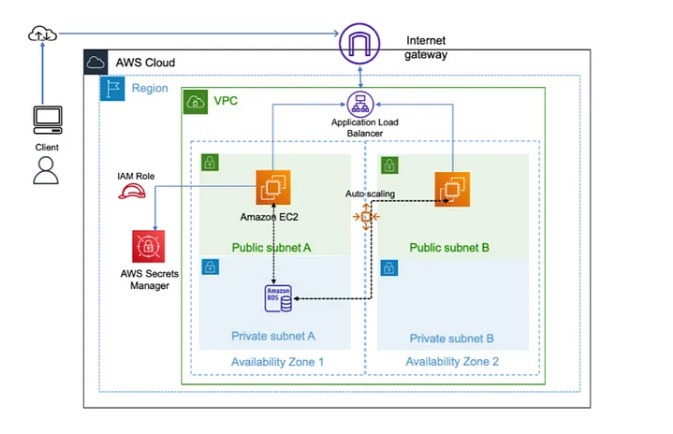 Internet
gateway
AWS Cloud
Region
VPC
Client
Application Load
Balancer
IAM Role
Auto scaling
Amazon EC2
Public subnet A
Public subnet B
AWS Secrets
Manager
Amazon
RDS
Private subnet A
Private subnet B
Availability Zone 1
Availability Zone 2